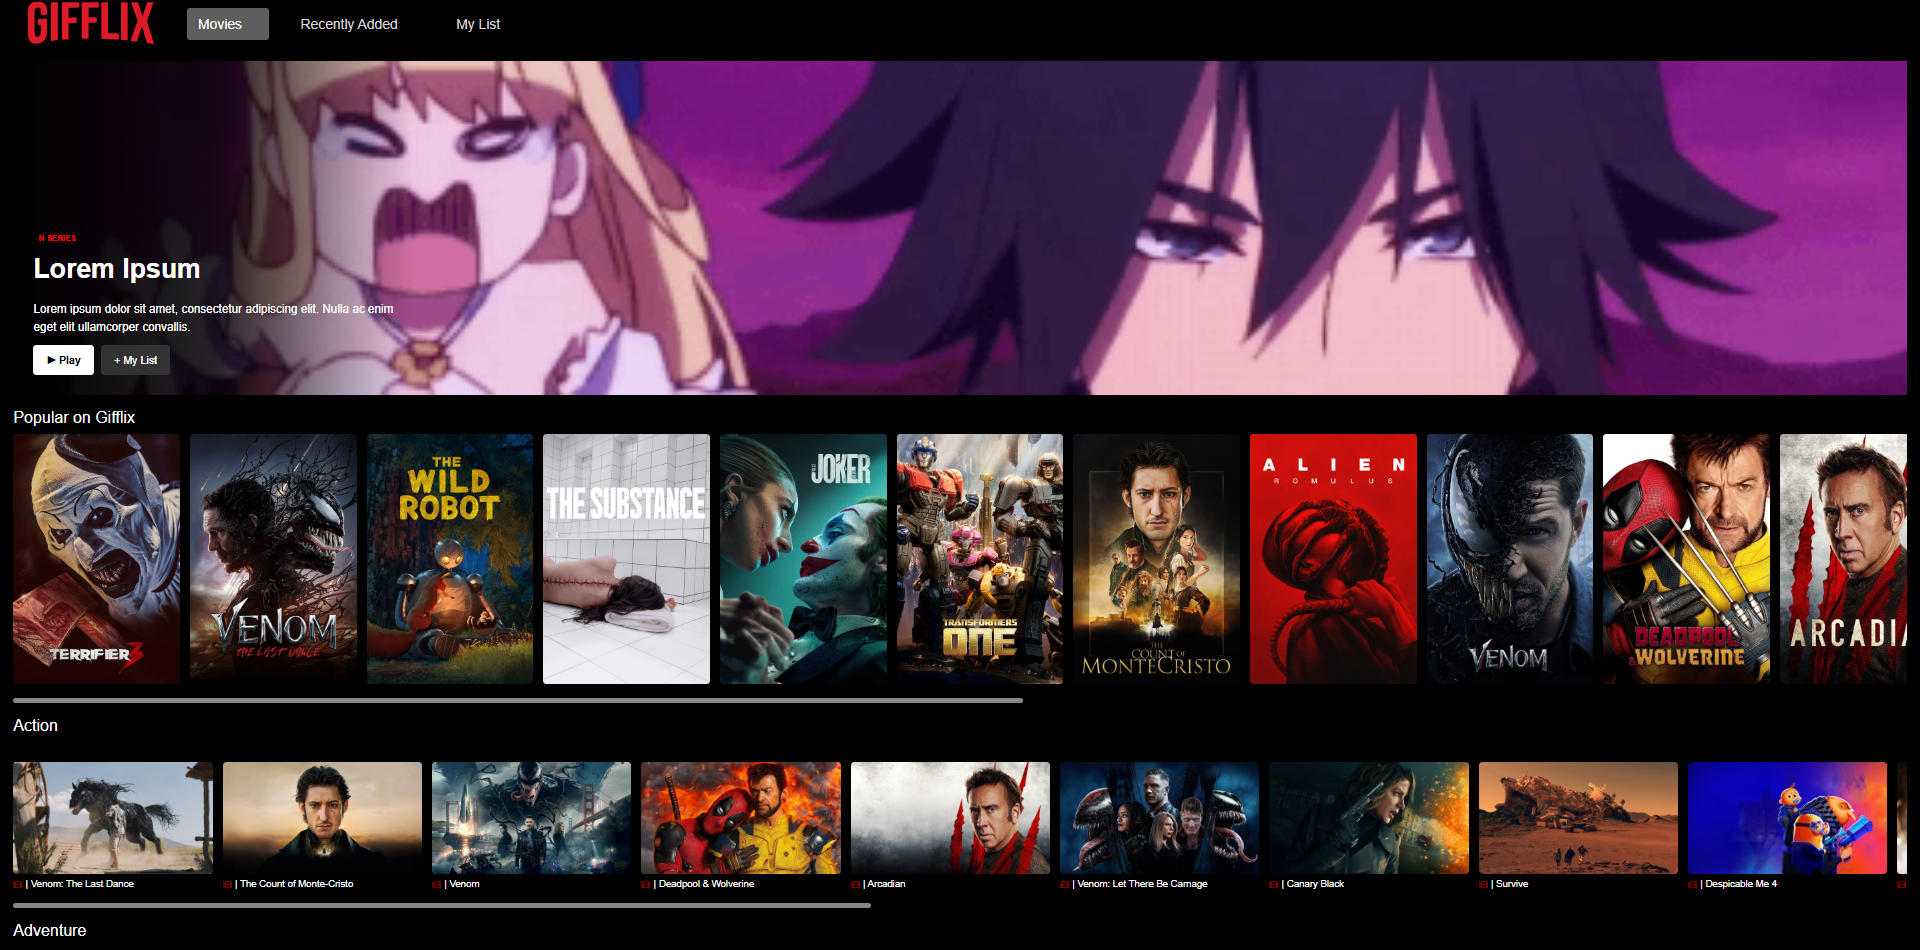 GIFFLIX
Movies
Recently Added
My List
N SERIES
Lorem Ipsum
Lorem ipsum dolor sit amet, consectetur adipiscing elit. Nulla ac enim
eget elit ullamcorper convallis.
▶ Play
+ My List
Popular on Gifflix
TERRIFIER 3
VENOM
THE LAST DANCE
THE
WILD
ROBOT
THE SUBSTANCE
JOKER
TRANSFORMERS
ONE
THE
COUNT OF
MONTE CRISTO
ALIEN
ROMULUS
VENOM
DEADPOOL
& WOLVERINE
ARCADIA
Action
| Venom: The Last Dance
| The Count of Monte-Cristo
| Venom
| Deadpool & Wolverine
| Arcadian
| Venom: Let There Be Carnage
| Canary Black
| Survive
| Despicable Me 4
Adventure